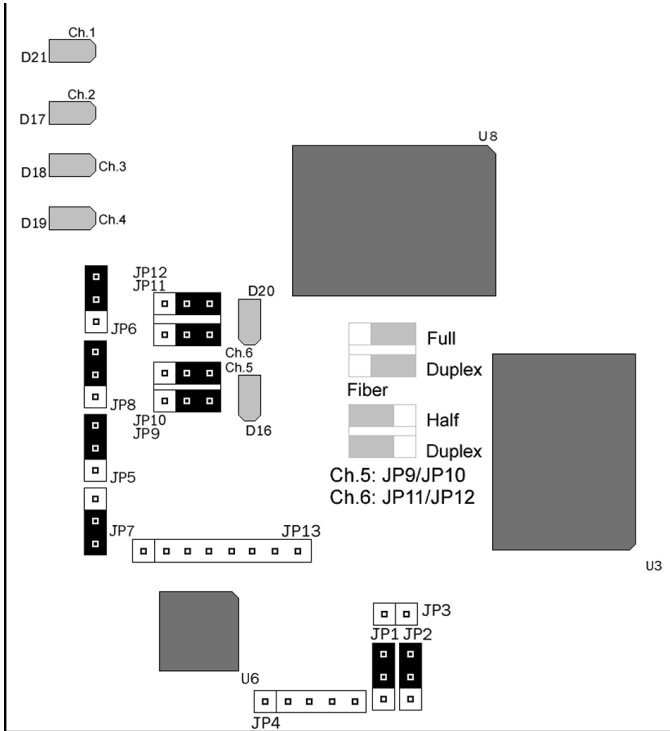 Ch.1
D21
Ch.2
D17
U8
D18 Ch.3
D19 Ch.4
JP12
JP11
D20
JP6
Full
Ch.6
Ch.5
Duplex
Fiber
JP8
JP10
JP9
D16
Half
Duplex
Ch.5: JP9/JP10
Ch.6: JP11/JP12
JP5
JP7
JP13
U3
JP3
JP1 JP2
U6
JP4